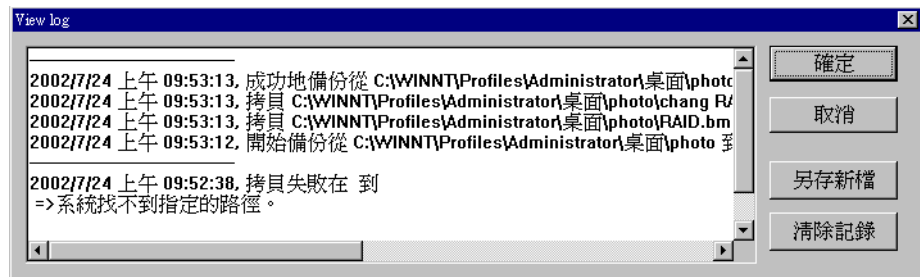 View log
2002/7/24 上午 09:53:13, 成功地備份從 C:\WINNT\Profiles\Administrator\桌面\photo
2002/7/24 上午 09:53:13, 拷貝 C:\WINNT\Profiles\Administrator\桌面\photo\chang RA
2002/7/24 上午 09:53:13, 拷貝 C:\WINNT\Profiles\Administrator\桌面\photo\RAID.bm
2002/7/24 上午 09:53:12, 開始備份從 C:\WINNT\Profiles\Administrator\桌面\photo 到
2002/7/24 上午 09:52:38, 拷貝失敗在 到
=>系統找不到指定的路徑。
確定
取消
另存新檔
清除記錄